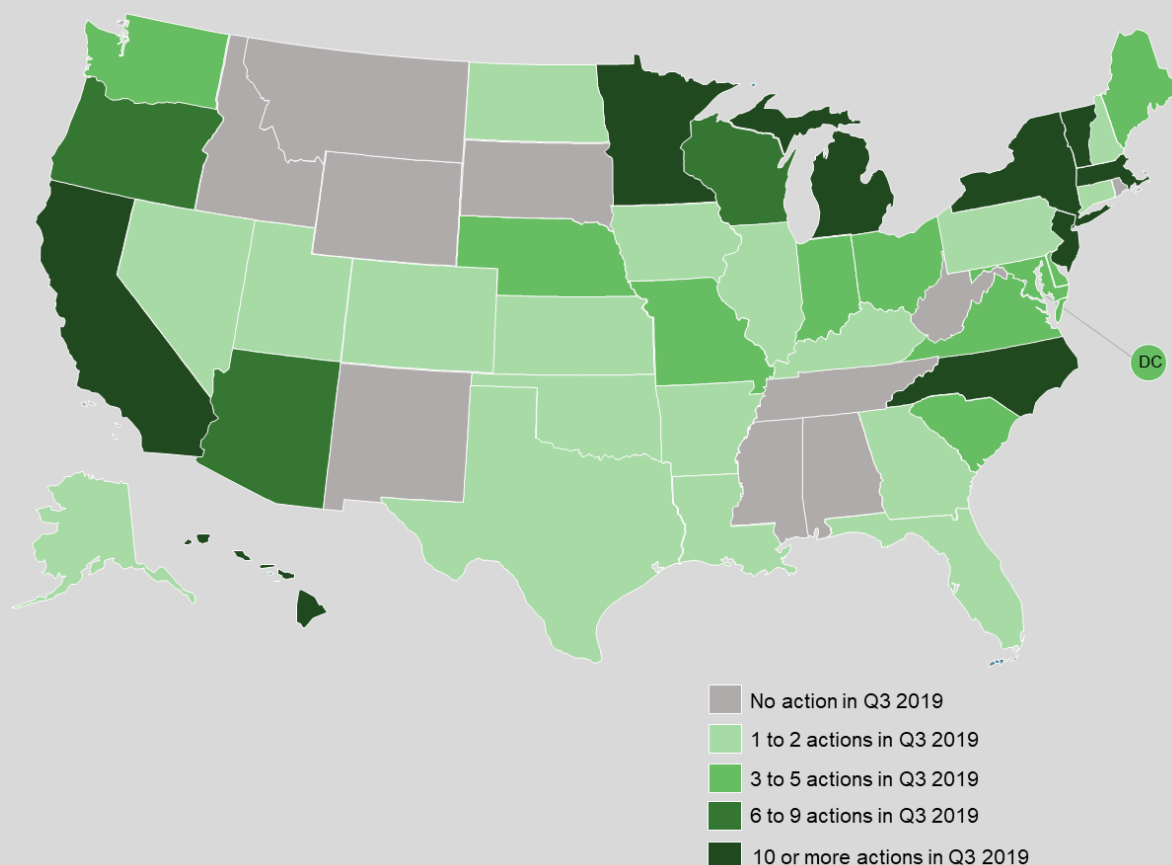 DC
No action in Q3 2019
1 to 2 actions in Q3 2019
3 to 5 actions in Q3 2019
6 to 9 actions in Q3 2019
10 or more actions in Q3 2019